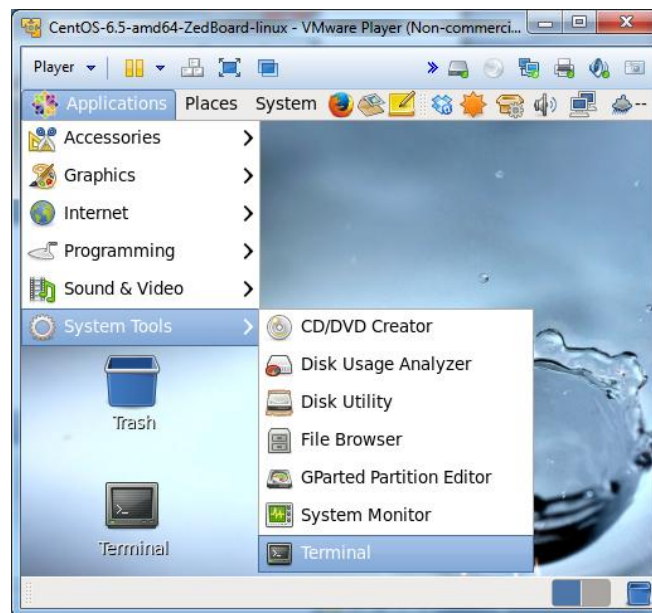 CentOS-6.5-amd64-ZedBoard-linux - VMware Player (Non-commerci...
Player
Applications Places System
Accessories
Graphics
Internet
Programming
Sound & Video
System Tools
CD/DVD Creator
Disk Usage Analyzer
Disk Utility
File Browser
GParted Partition Editor
System Monitor
Terminal
Trash
Terminal